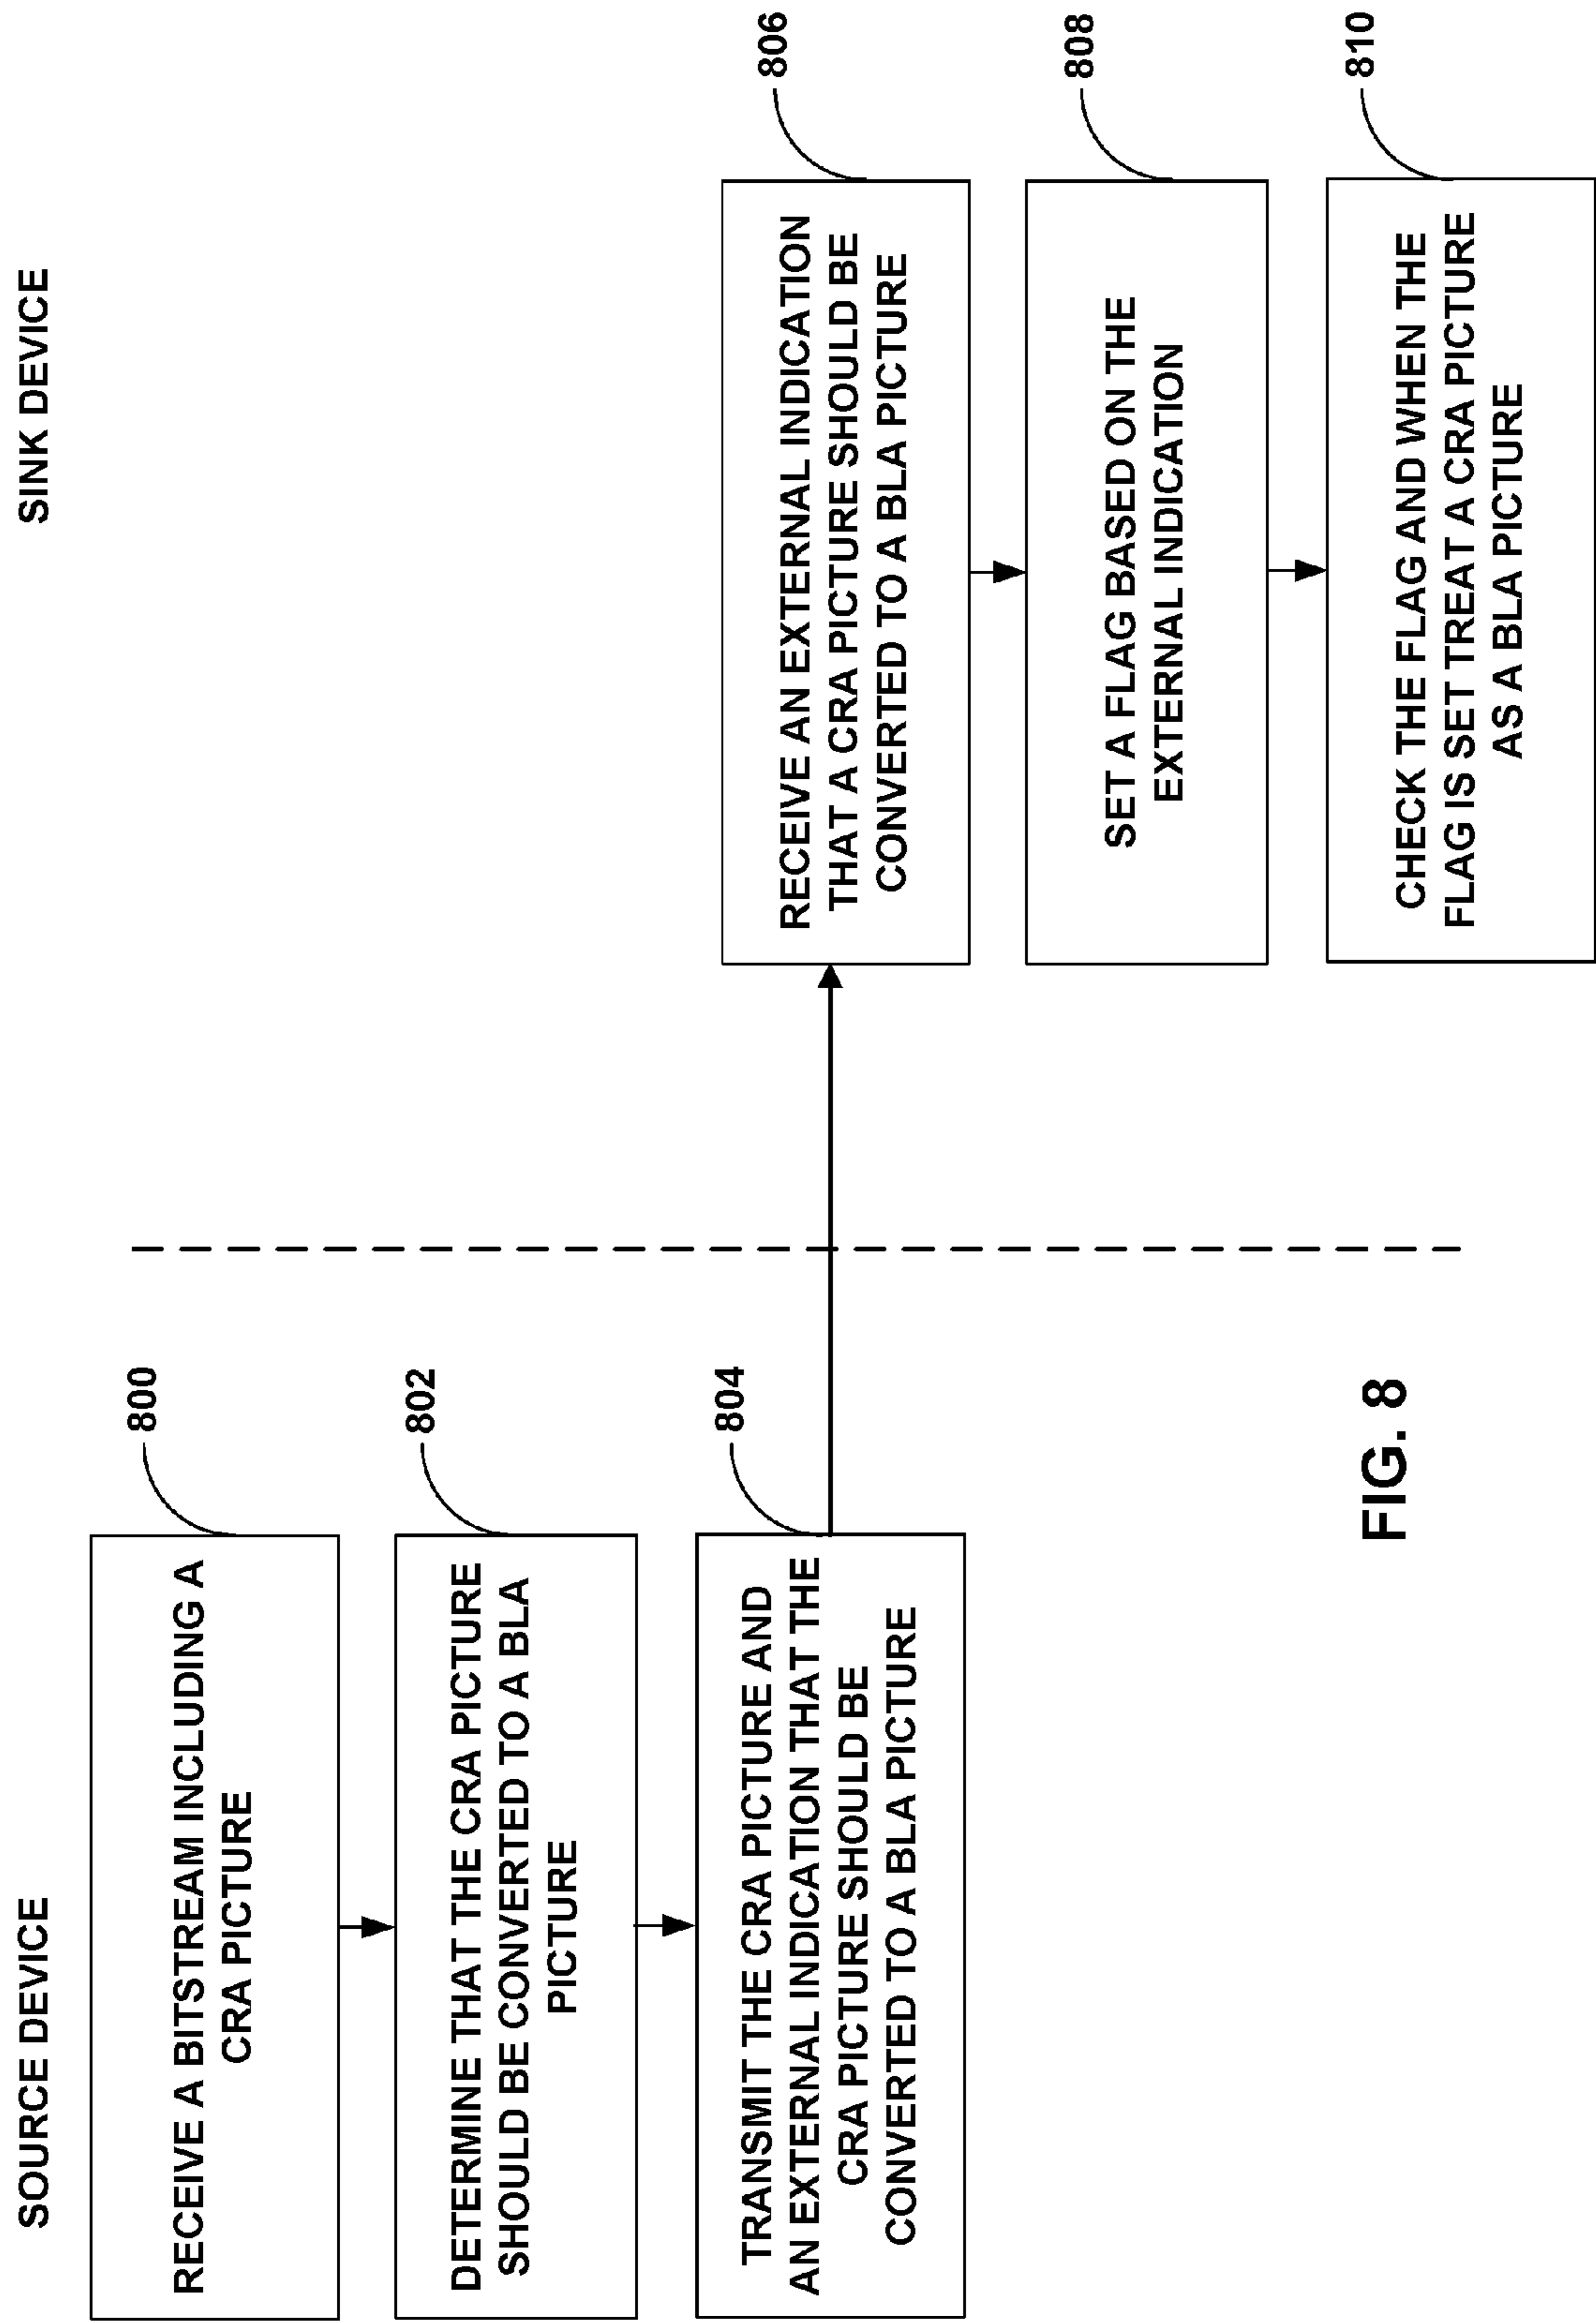 SOURCE DEVICE
SINK DEVICE
800
RECEIVE A BITSTREAM INCLUDING A
CRA PICTURE
802
DETERMINE THAT THE CRA PICTURE
SHOULD BE CONVERTED TO A BLA
PICTURE
804
TRANSMIT THE CRA PICTURE AND
AN EXTERNAL INDICATION THAT THE
CRA PICTURE SHOULD BE
CONVERTED TO A BLA PICTURE
806
RECEIVE AN EXTERNAL INDICATION
THAT A CRA PICTURE SHOULD BE
CONVERTED TO A BLA PICTURE
808
SET A FLAG BASED ON THE
EXTERNAL INDICATION
810
CHECK THE FLAG AND WHEN THE
FLAG IS SET TREAT A CRA PICTURE
AS A BLA PICTURE
FIG. 8